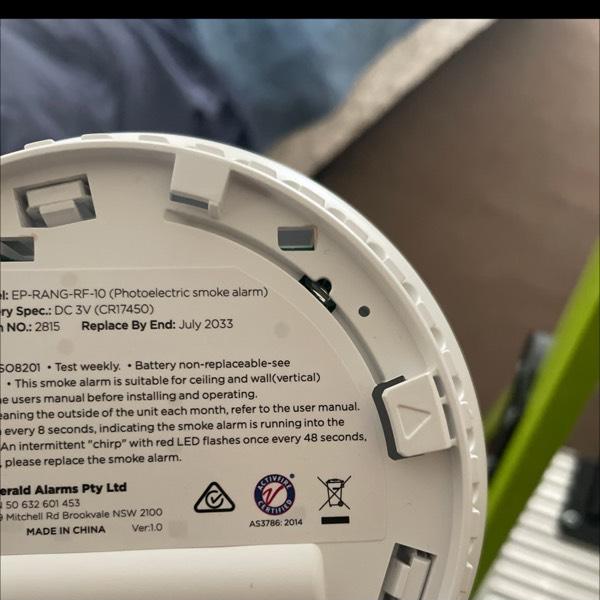 EP-RANG-RF-10 (Photoelectric smoke alarm)
Spec.: DC 3V (CR17450)
NO.: 2815 Replace By End: July 2033
SO8201 • Test weekly. • Battery non-replaceable-see
• This smoke alarm is suitable for ceiling and wall(vertical)
users manual before installing and operating.
eaning the outside of the unit each month, refer to the user manual.
every 8 seconds, indicating the smoke alarm is running into the
An intermittent "chirp" with red LED flashes once every 48 seconds,
please replace the smoke alarm.
erald Alarms Pty Ltd
50 632 601 453
9 Mitchell Rd Brookvale NSW 2100
MADE IN CHINA Ver:1.0
ACTIVFIRE
CERTIFIED
AS3786: 2014